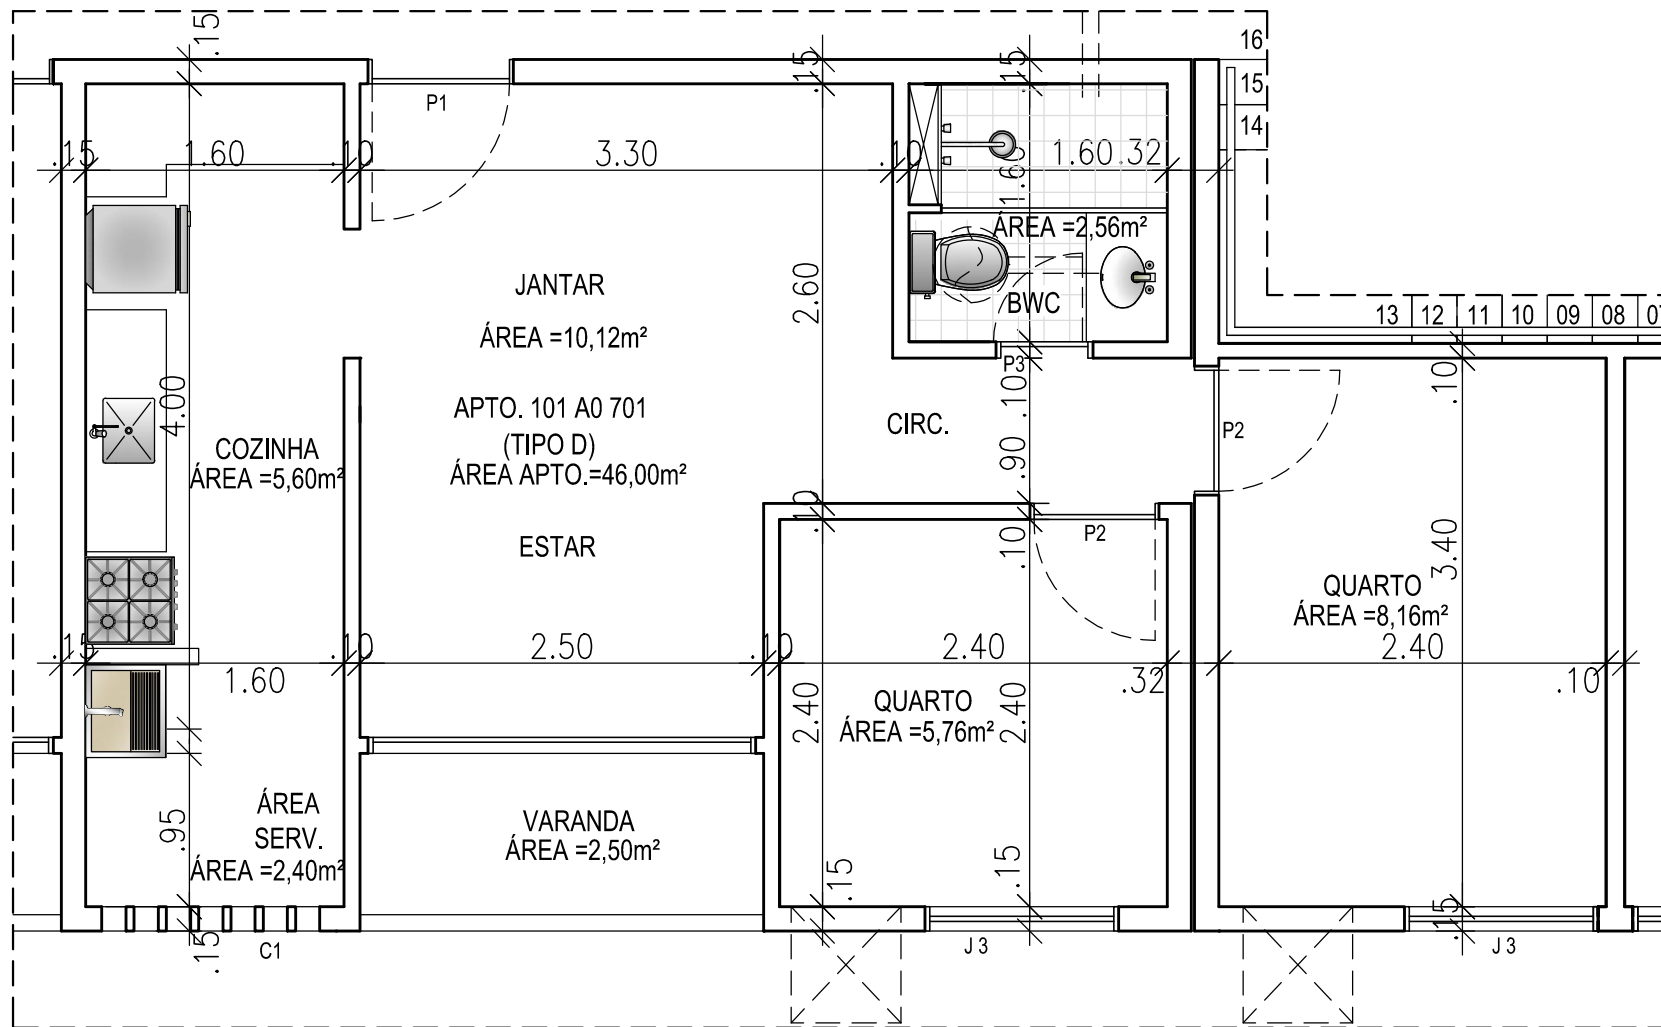 .15
.15
.15
16
15
14
P1
.15
1.60
.10
3.30
.10
1.60
1.60
.32
ÁREA =2,56m²
BWC
JANTAR
ÁREA =10,12m²
2.60
13
12
11
10
09
08
P3
.10
.10
APTO. 101 A0 701
(TIPO D)
ÁREA APTO.=46,00m²
4.00
COZINHA
ÁREA =5,60m²
CIRC.
P2
.90
.10
P2
.10
ESTAR
3.40
QUARTO
ÁREA =8,16m²
.15
.10
2.50
.10
2.40
2.40
1.60
.32
.10
2.40
QUARTO
ÁREA =5,76m²
2.40
ÁREA
SERV.
ÁREA =2,40m²
.95
VARANDA
ÁREA =2,50m²
.15
.15
.15
.15
C1
J3
J3